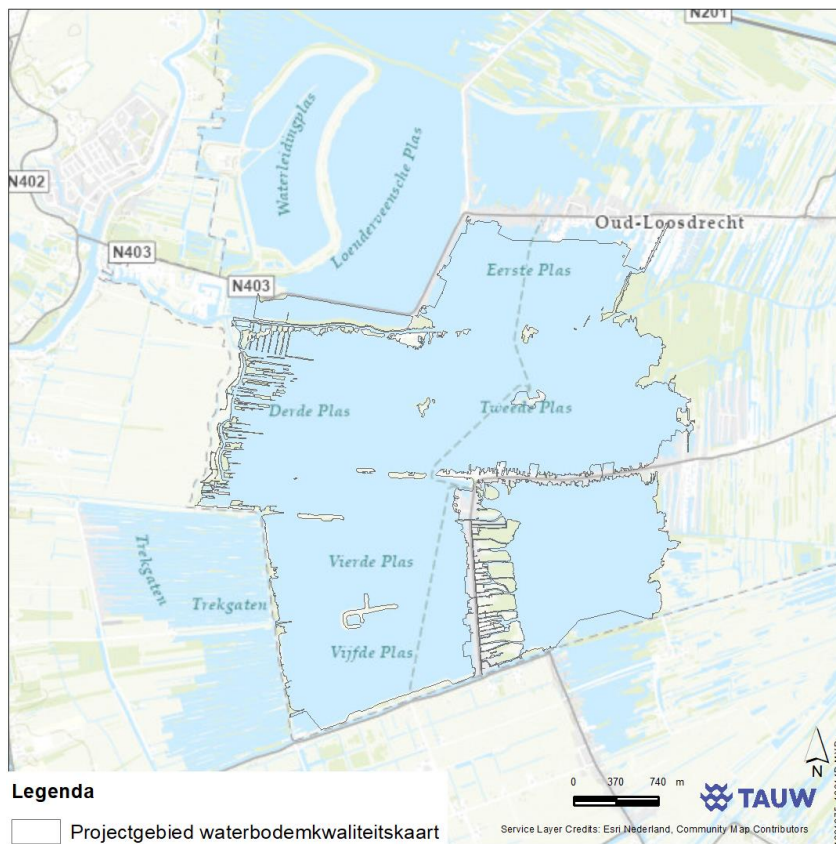 N201
Waterleidingplas
Loenderveensche Plas
N402
Oud-Loosdrecht
N403
N403
Eerste Plas
Derde Plas
Tweede Plas
Trekgaten
Vierde Plas
Trekgaten
Vijfde Plas
N
Legenda
0 370 740 m
TAUW
Projectgebied waterbodemkwaliteitskaart
Service Layer Credits: Esri Nederland, Community Map Contributors